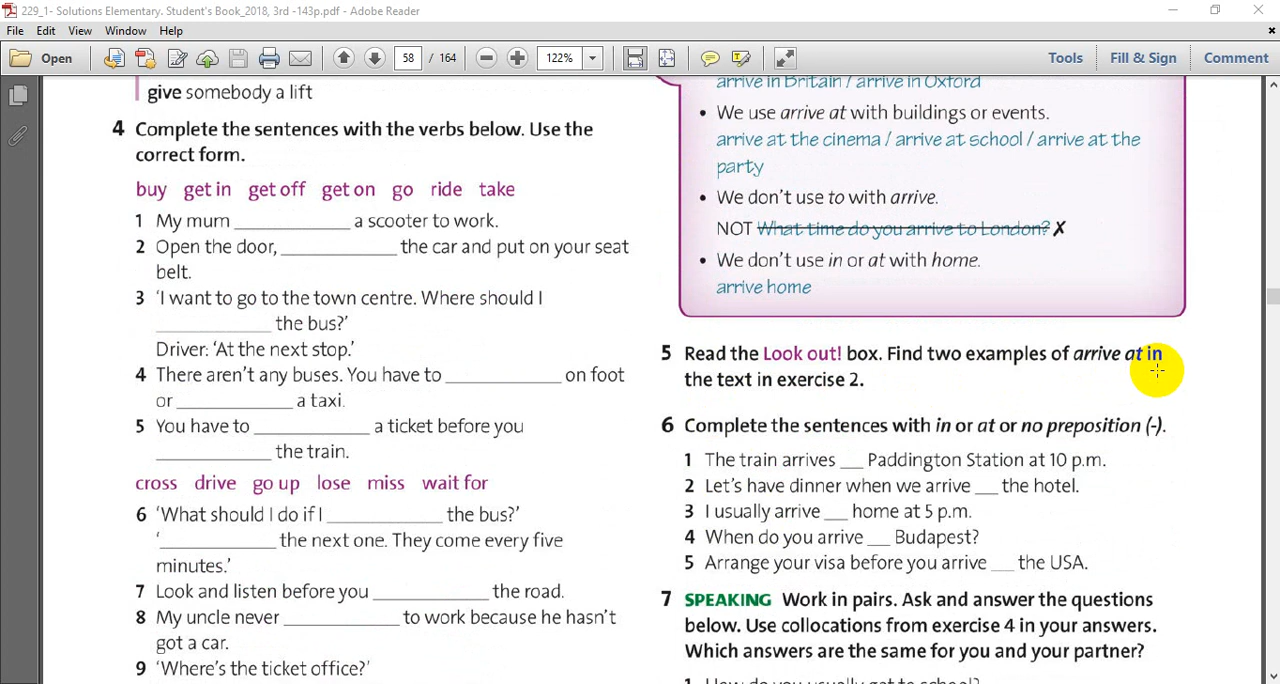 229_1- Solutions Elementary. Student's Book_2018, 3rd -143p.pdf - Adobe Reader
File Edit View Window Help
Open 58 / 164 122% Tools Fill & Sign Comment
give somebody a lift
4 Complete the sentences with the verbs below. Use the
correct form.
buy get in get off get on go ride take
1 My mum ____________ a scooter to work.
2 Open the door, ____________ the car and put on your seat
belt.
3 'I want to go to the town centre. Where should I
____________ the bus?'
Driver: 'At the next stop.'
4 There aren't any buses. You have to ____________ on foot
or ____________ a taxi.
5 You have to ____________ a ticket before you
____________ the train.
cross drive go up lose miss wait for
6 'What should I do if I ____________ the bus?'
'____________ the next one. They come every five
minutes.'
7 Look and listen before you ____________ the road.
8 My uncle never ____________ to work because he hasn't
got a car.
9 'Where's the ticket office?'
arrive in Britain / arrive in Oxford
• We use arrive at with buildings or events.
arrive at the cinema / arrive at school / arrive at the
party
• We don't use to with arrive.
NOT What time do you arrive to London? ✗
• We don't use in or at with home.
arrive home
5 Read the Look out! box. Find two examples of arrive at in
the text in exercise 2.
6 Complete the sentences with in or at or no preposition (-).
1 The train arrives __ Paddington Station at 10 p.m.
2 Let's have dinner when we arrive __ the hotel.
3 I usually arrive __ home at 5 p.m.
4 When do you arrive __ Budapest?
5 Arrange your visa before you arrive __ the USA.
7 SPEAKING Work in pairs. Ask and answer the questions
below. Use collocations from exercise 4 in your answers.
Which answers are the same for you and your partner?
1 How do you usually get to school?